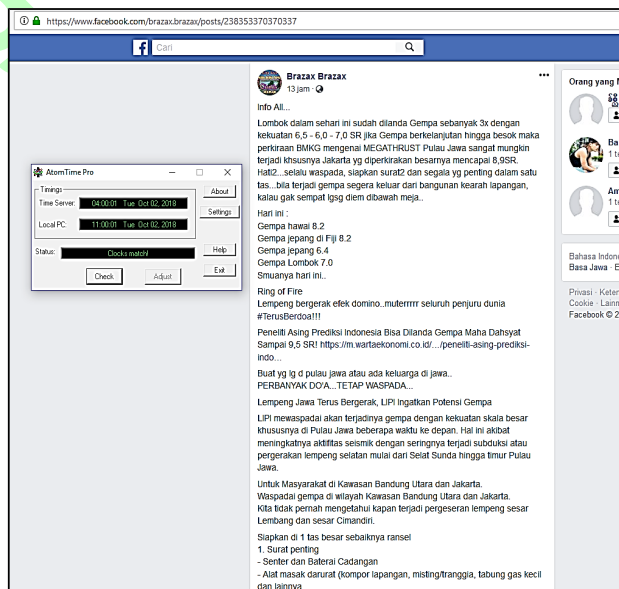 https://www.facebook.com/brazax.brazax/posts/238353370370337
Cari
Brazax Brazax
13 jam ·
Info All...
Lombok dalam sehari ini sudah dilanda Gempa sebanyak 3x dengan
kekuatan 6,5 - 6,0 - 7,0 SR jika Gempa berkelanjutan hingga besok maka
perkiraan BMKG mengenai MEGATHRUST Pulau Jawa sangat mungkin
terjadi khsusnya Jakarta yg diperkirakan besarnya mencapai 8,9SR.
Hati2...selalu waspada, siapkan surat2 dan segala yg penting dalam satu
tas...bila terjadi gempa segera keluar dari bangunan kearah lapangan,
kalau gak sempat lgsg diem dibawah meja..
Hari ini :
Gempa hawai 8.2
Gempa jepang di Fiji 8.2
Gempa jepang 6.4
Gempa Lombok 7.0
Smuanya hari ini..
Ring of Fire
Lempeng bergerak efek domino..muterrrrr seluruh penjuru dunia
#TerusBerdoa!!!
Peneliti Asing Prediksi Indonesia Bisa Dilanda Gempa Maha Dahsyat
Sampai 9,5 SR! https://m.wartaekonomi.co.id/.../peneliti-asing-prediksi-
indo...
Buat yg lg d pulau jawa atau ada keluarga di jawa..
PERBANYAK DO'A...TETAP WASPADA...
Lempeng Jawa Terus Bergerak, LIPI Ingatkan Potensi Gempa
LIPI mewaspadai akan terjadinya gempa dengan kekuatan skala besar
khususnya di Pulau Jawa beberapa waktu ke depan. Hal ini akibat
meningkatnya aktifitas seismik dengan seringnya terjadi subduksi atau
pergerakan lempeng selatan mulai dari Selat Sunda hingga timur Pulau
Jawa.
Untuk Masyarakat di Kawasan Bandung Utara dan Jakarta.
Waspadai gempa di wilayah Kawasan Bandung Utara dan Jakarta.
Kita tidak pernah mengetahui kapan terjadi pergeseran lempeng sesar
Lembang dan sesar Cimandiri.
Siapkan di 1 tas besar sebaiknya ransel
1. Surat penting
- Senter dan Baterai Cadangan
- Alat masak darurat (kompor lapangan, misting/tranggia, tabung gas kecil
dan lainnya
AtomTime Pro
Timings
Time Server: 04:00:01 Tue Oct 02, 2018
Local PC: 11:00:01 Tue Oct 02, 2018
Status: Clocks match!
Check
Adjust
About
Settings
Help
Exit
Orang yang
Ba
1 te
Am
1 te
Bahasa Indon
Basa Jawa ·
Privasi · Keter
Cookie · Lainn
Facebook © 2